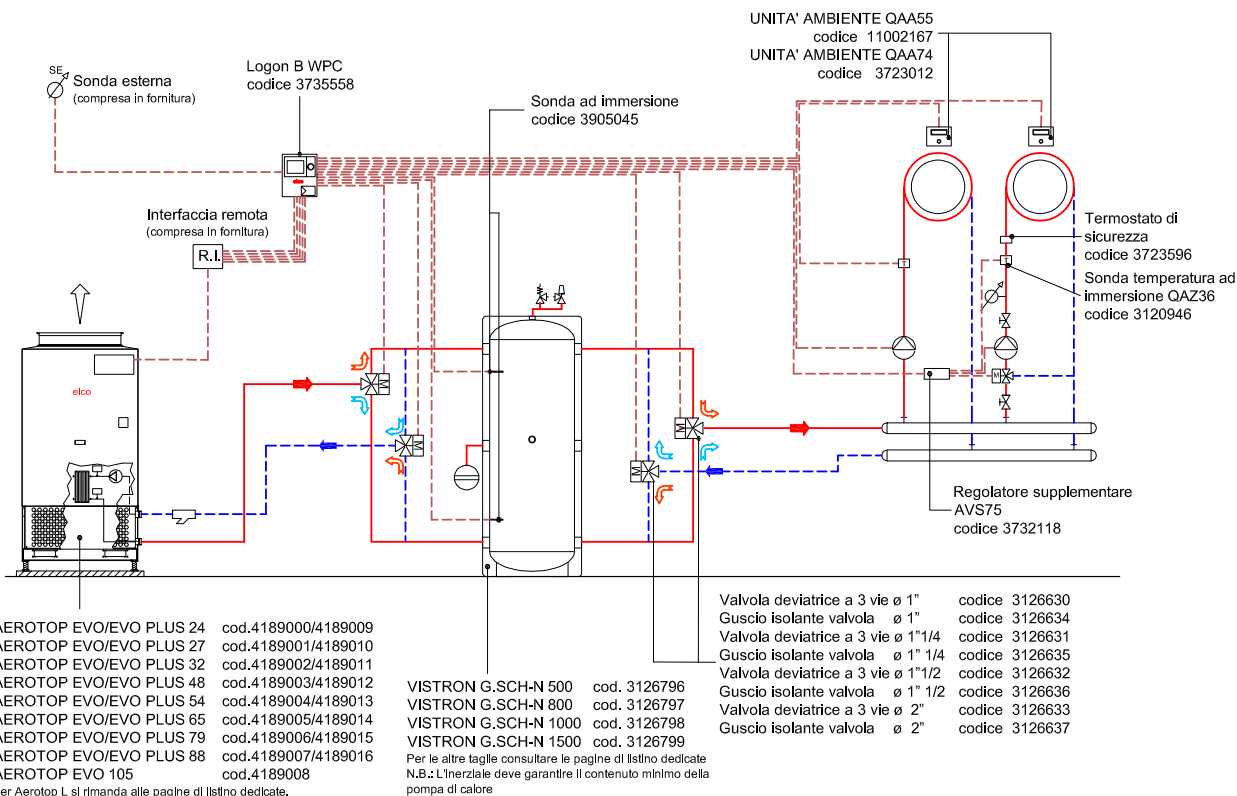 UNITA' AMBIENTE QAA55
codice 11002167
UNITA' AMBIENTE QAA74
codice 3723012
SE
Sonda esterna
(compresa in fornitura)
Logon B WPC
codice 3735558
Sonda ad immersione
codice 3905045
elco
Interfaccia remota
(compresa in fornitura)
R.I.
Termostato di
sicurezza
codice 3723596
T
T
Sonda temperatura ad
immersione QAZ36
codice 3120946
elco
M
M
M
M
M
Regolatore supplementare
AVS75
codice 3732118
AEROTOP EVO/EVO PLUS 24 cod.4189000/4189009
AEROTOP EVO/EVO PLUS 27 cod.4189001/4189010
AEROTOP EVO/EVO PLUS 32 cod.4189002/4189011
AEROTOP EVO/EVO PLUS 48 cod.4189003/4189012
AEROTOP EVO/EVO PLUS 54 cod.4189004/4189013
AEROTOP EVO/EVO PLUS 65 cod.4189005/4189014
AEROTOP EVO/EVO PLUS 79 cod.4189006/4189015
AEROTOP EVO/EVO PLUS 88 cod.4189007/4189016
AEROTOP EVO 105 cod.4189008
er Aerotop L si rimanda alle pagine di listino dedicate.
VISTRON G.SCH-N 500 cod. 3126796
VISTRON G.SCH-N 800 cod. 3126797
VISTRON G.SCH-N 1000 cod. 3126798
VISTRON G.SCH-N 1500 cod. 3126799
Per le altre taglie consultare le pagine di listino dedicate
N.B.: L'inerziale deve garantire il contenuto minimo della
pompa di calore
Valvola deviatrice a 3 vie ø 1" codice 3126630
Guscio isolante valvola ø 1" codice 3126634
Valvola deviatrice a 3 vie ø 1"1/4 codice 3126631
Guscio isolante valvola ø 1" 1/4 codice 3126635
Valvola deviatrice a 3 vie ø 1"1/2 codice 3126632
Guscio isolante valvola ø 1" 1/2 codice 3126636
Valvola deviatrice a 3 vie ø 2" codice 3126633
Guscio isolante valvola ø 2" codice 3126637